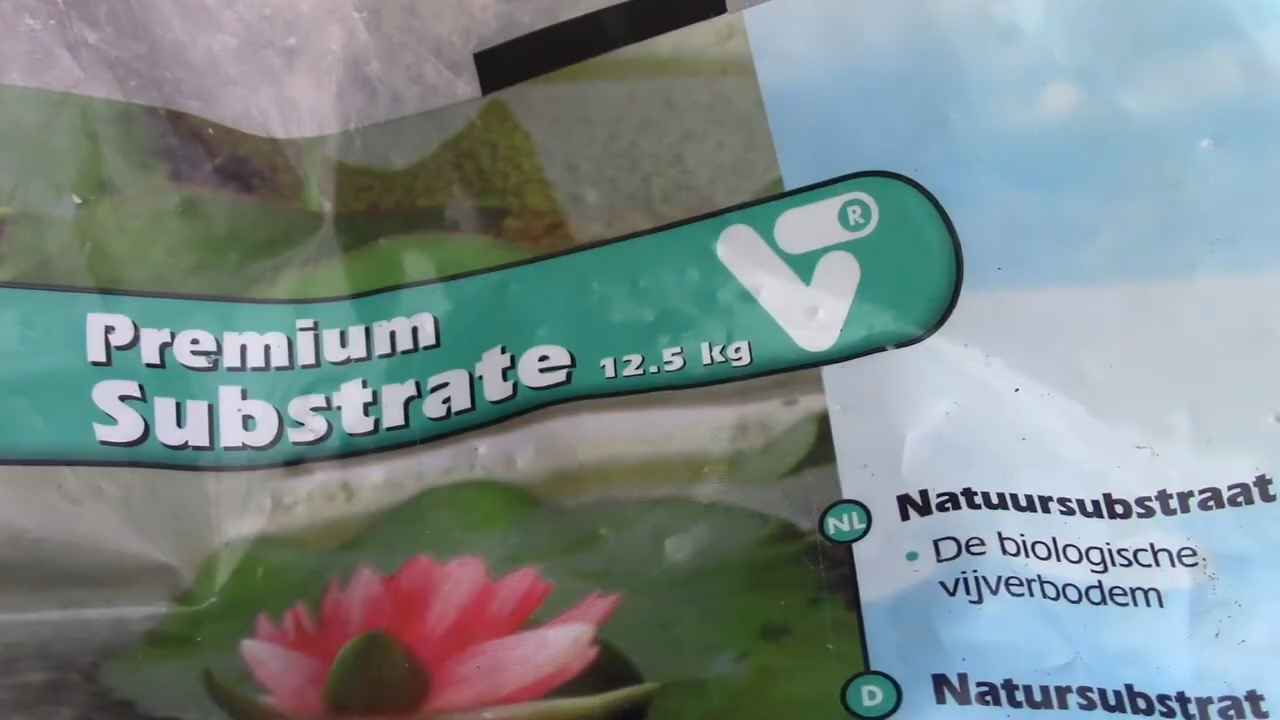 Premium
Substrate 12.5 kg
®
NL Natuursubstraat
• De biologische
vijverbodem
D Natursubstrat